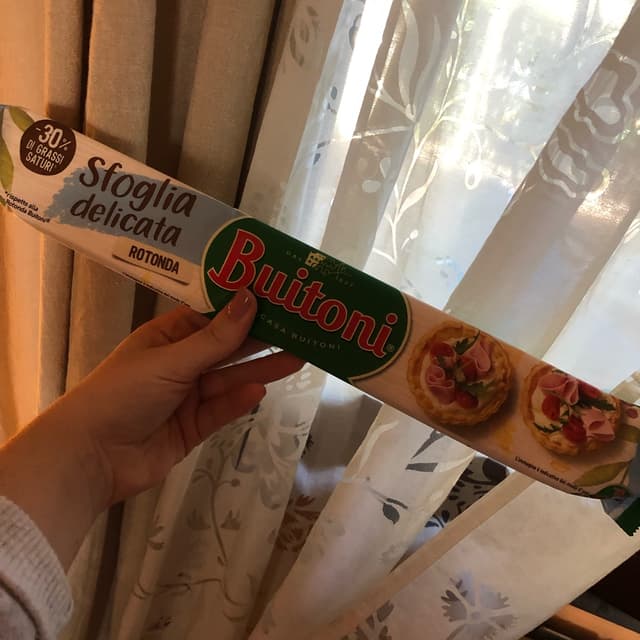 -30%
DI GRASSI
SATURI
Sfoglia
delicata
ROTONDA
Buitoni
CASA BUITONI